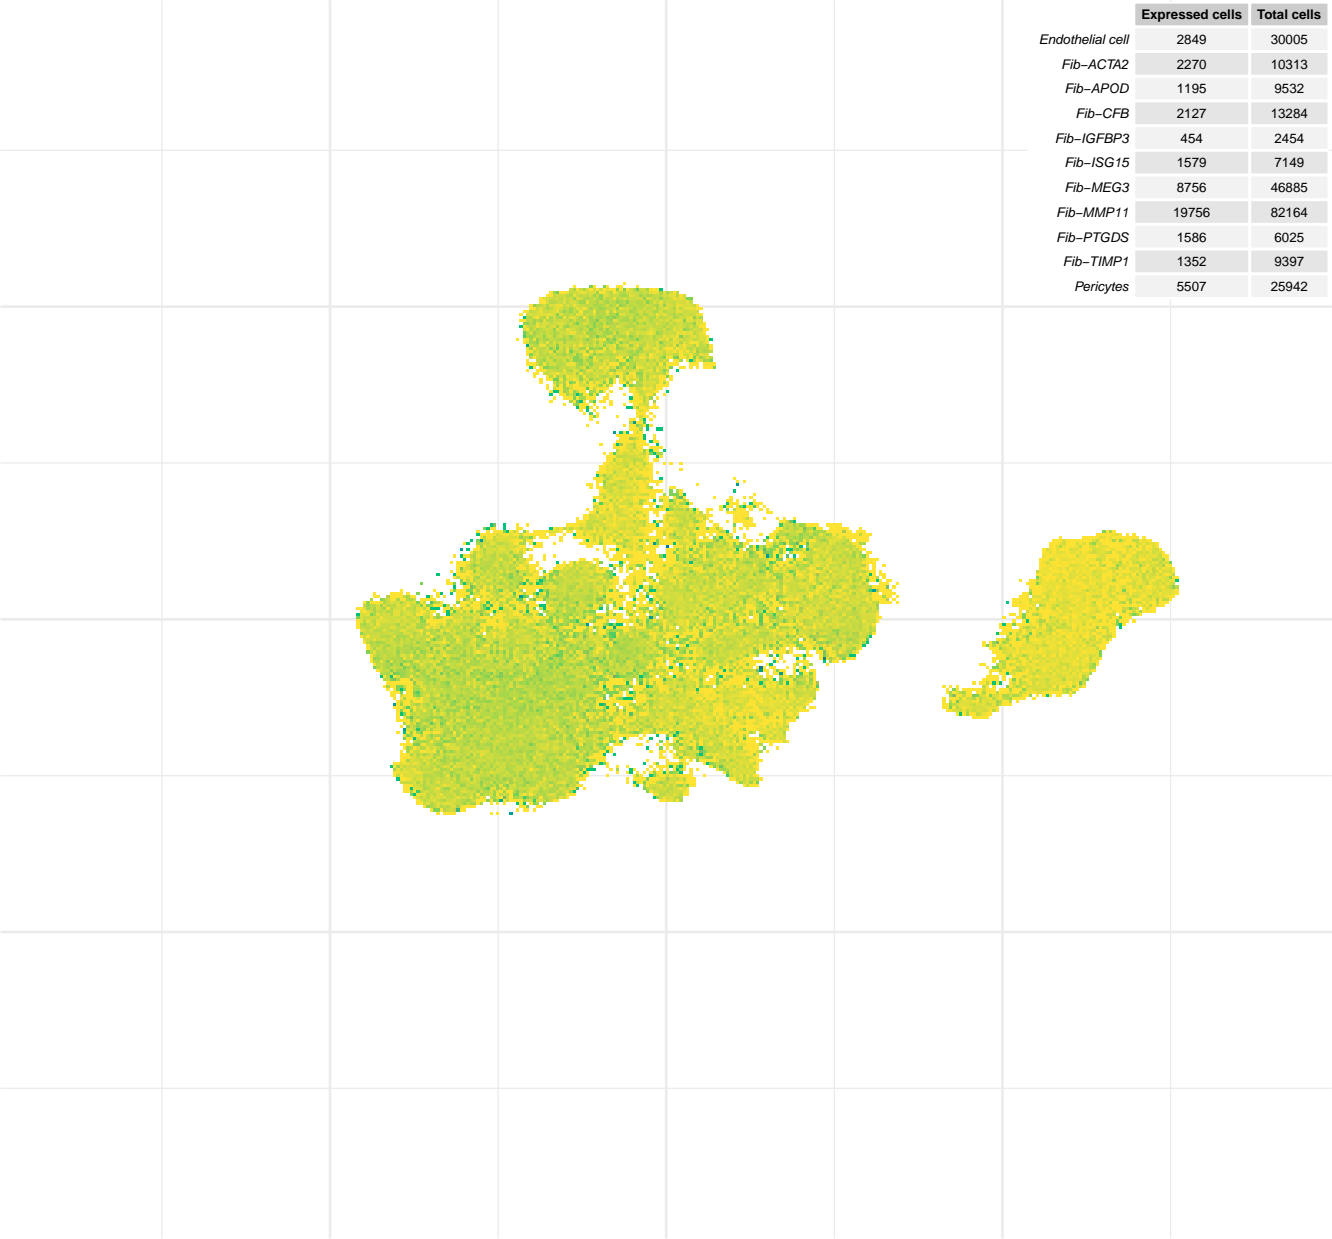 Expressed cells Total cells
Endothelial cell 2849 30005
Fib−ACTA2 2270 10313
Fib−APOD 1195 9532
Fib−CFB 2127 13284
Fib−IGFBP3 454 2454
Fib−ISG15 1579 7149
Fib−MEG3 8756 46885
Fib−MMP11 19756 82164
Fib−PTGDS 1586 6025
Fib−TIMP1 1352 9397
Pericytes 5507 25942